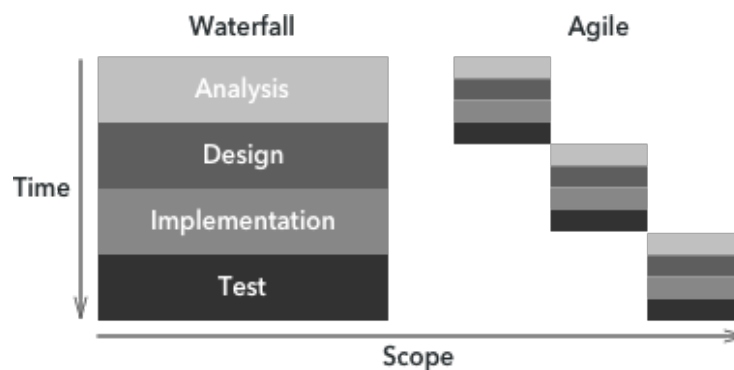 Waterfall
Agile
Analysis
Design
Time
Implementation
Test
Scope